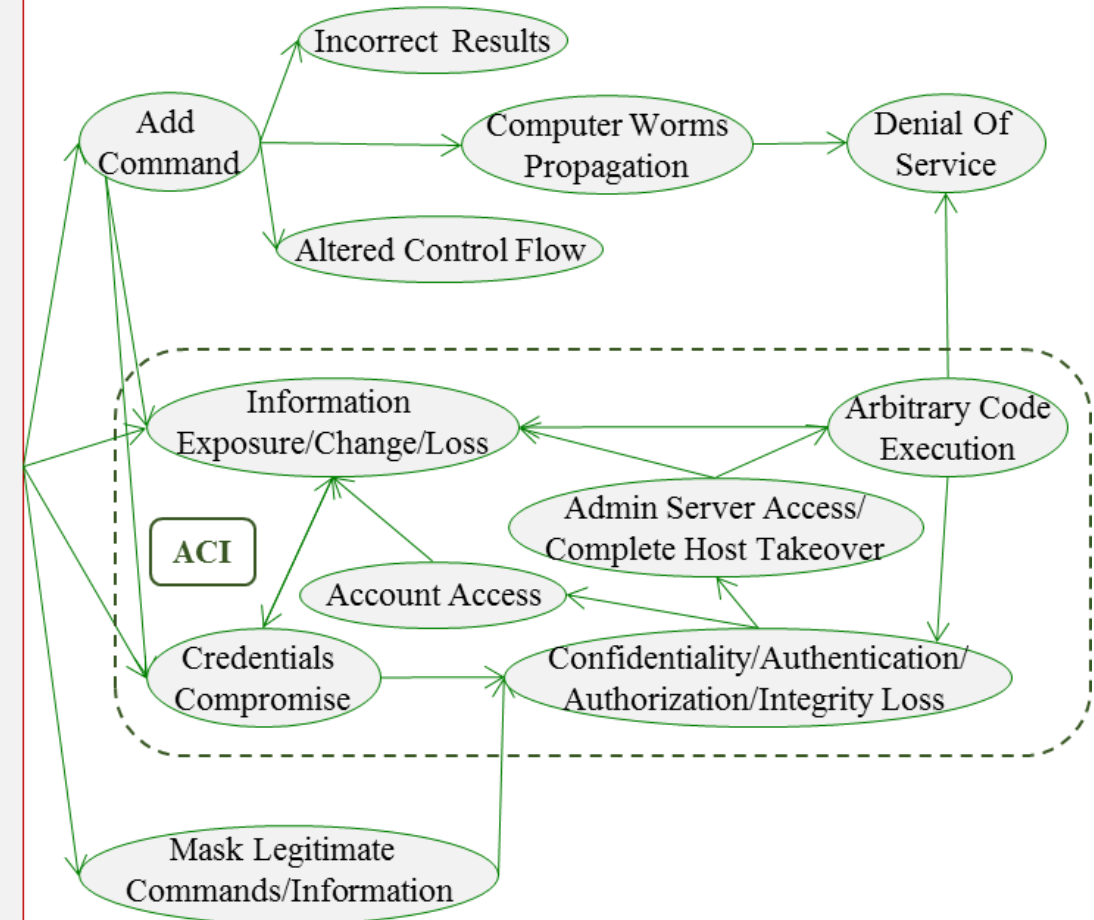 Incorrect Results
Add
Command
Computer Worms
Propagation
Denial Of
Service
Altered Control Flow
Information
Exposure/Change/Loss
Arbitrary Code
Execution
Admin Server Access/
Complete Host Takeover
ACI
Account Access
Credentials
Compromise
Confidentiality/Authentication/
Authorization/Integrity Loss
Mask Legitimate
Commands/Information